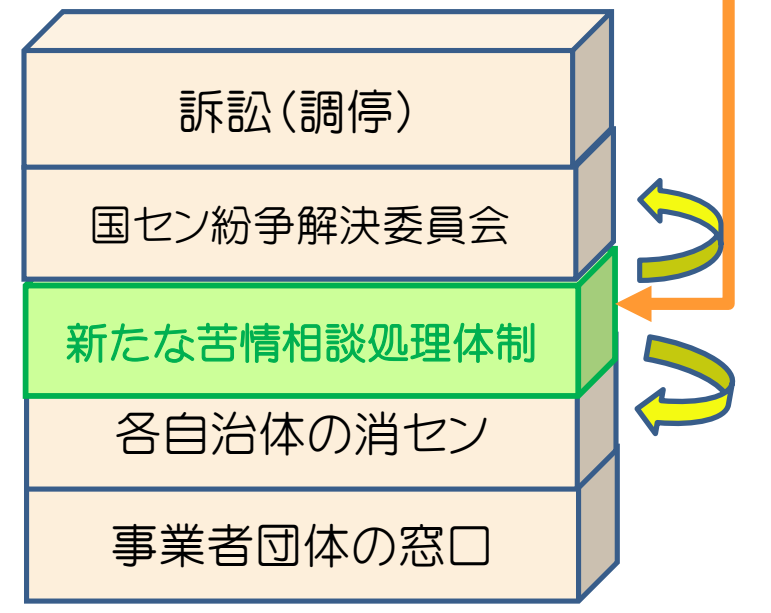 訴訟(調停)
国セン紛争解決委員会
新たな苦情相談処理体制
各自治体の消セン
事業者団体の窓口